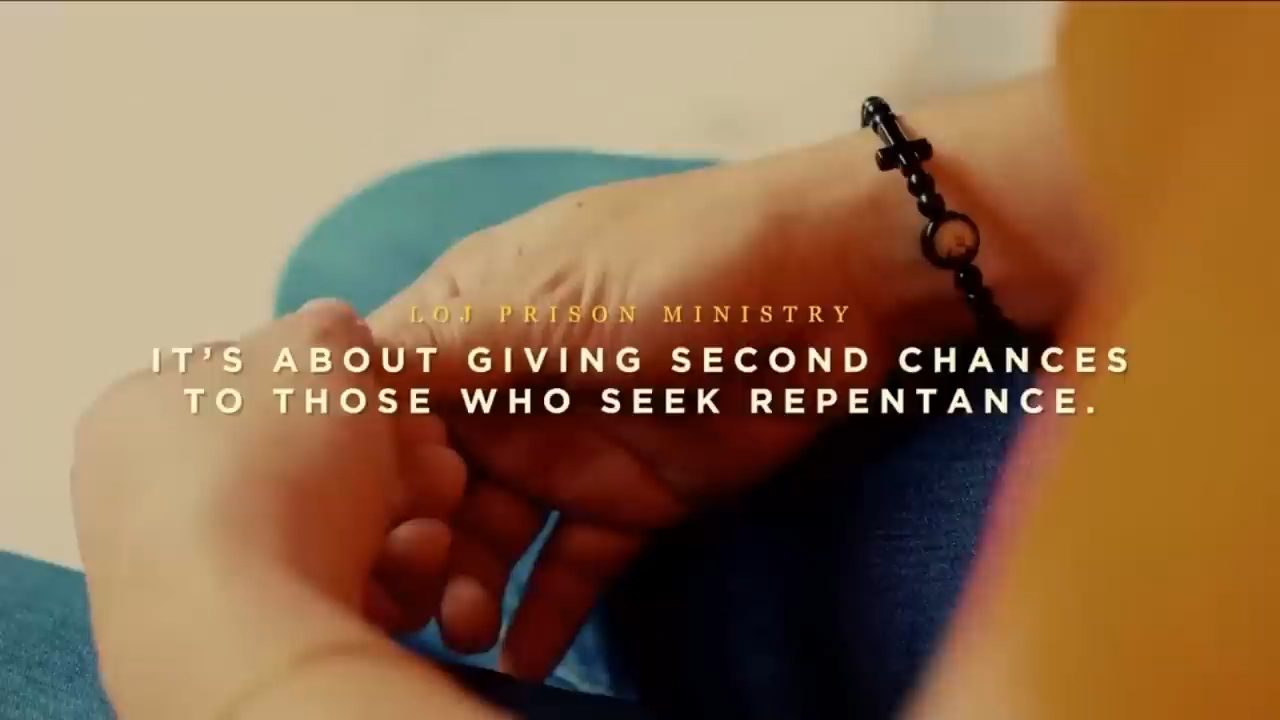 LOJ PRISON MINISTRY
IT'S ABOUT GIVING SECOND CHANCES
TO THOSE WHO SEEK REPENTANCE.